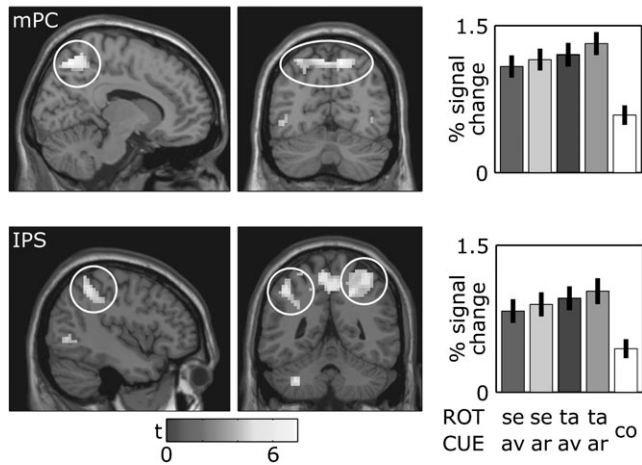 mPC
1.5
% signal
change
0
IPS
1.5
% signal
change
0
t
0 6
ROT se se ta ta co
CUE av ar av ar